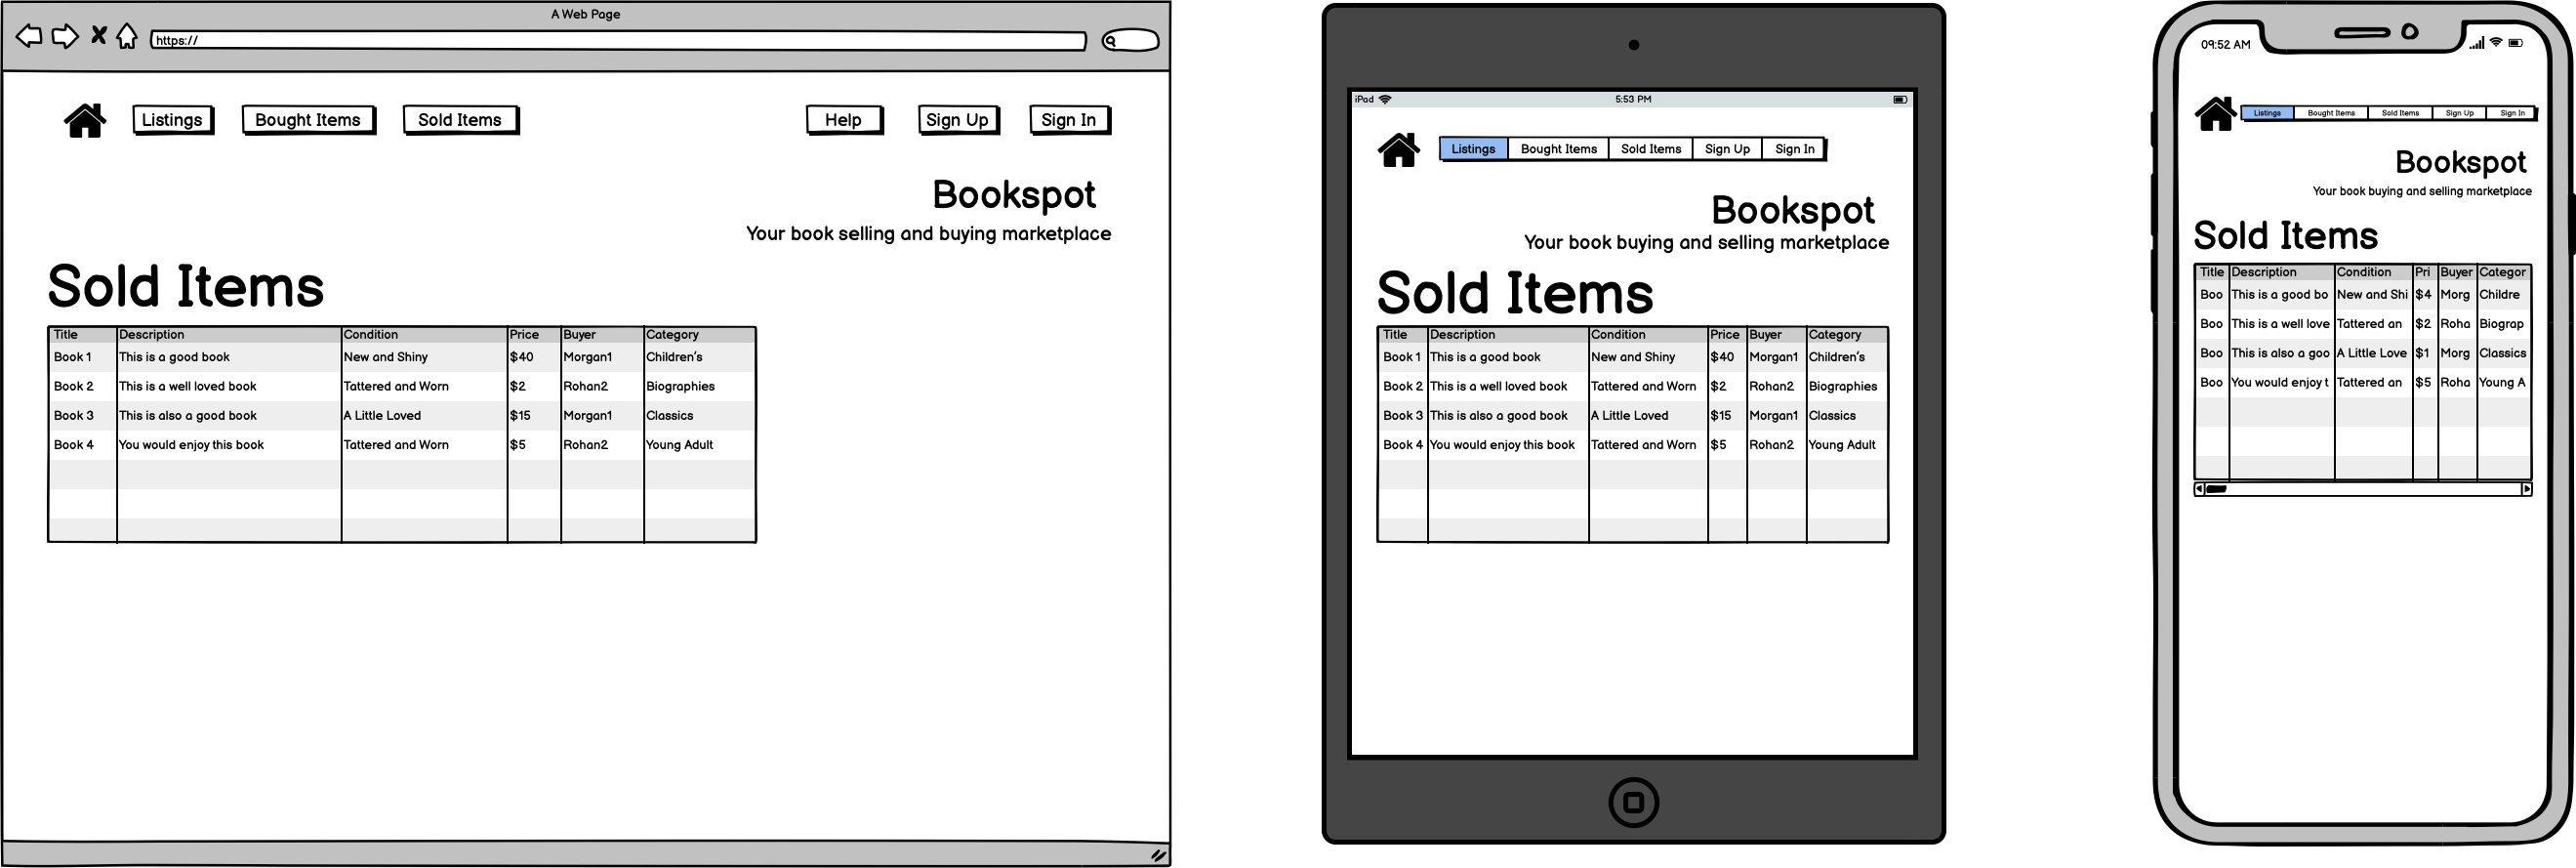 A Web Page
https://
Listings Bought Items Sold Items Help Sign Up Sign In
Bookspot
Your book selling and buying marketplace
Sold Items
Title Description Condition Price Buyer Category
Book 1 This is a good book New and Shiny $40 Morgan1 Children's
Book 2 This is a well loved book Tattered and Worn $2 Rohan2 Biographies
Book 3 This is also a good book A Little Loved $15 Morgan1 Classics
Book 4 You would enjoy this book Tattered and Worn $5 Rohan2 Young Adult
iPad 5:53 PM
Listings Bought Items Sold Items Sign Up Sign In
Bookspot
Your book buying and selling marketplace
Sold Items
Title Description Condition Price Buyer Category
Book 1 This is a good book New and Shiny $40 Morgan1 Children's
Book 2 This is a well loved book Tattered and Worn $2 Rohan2 Biographies
Book 3 This is also a good book A Little Loved $15 Morgan1 Classics
Book 4 You would enjoy this book Tattered and Worn $5 Rohan2 Young Adult
09:52 AM
Listings Bought Items Sold Items Sign Up Sign In
Bookspot
Your book buying and selling marketplace
Sold Items
Title Description Condition Pri Buyer Categor
Boo This is a good bo New and Shi $4 Morg Childre
Boo This is a well love Tattered an $2 Roha Biograp
Boo This is also a goo A Little Love $1 Morg Classics
Boo You would enjoy t Tattered an $5 Roha Young A